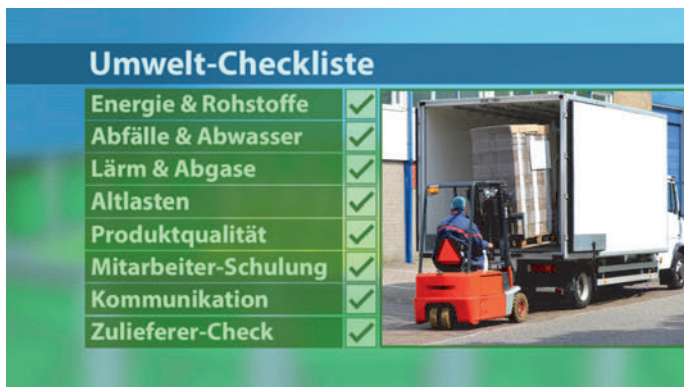 Umwelt-Checkliste
Energie & Rohstoffe
Abfälle & Abwasser
Lärm & Abgase
Altlasten
Produktqualität
Mitarbeiter-Schulung
Kommunikation
Zulieferer-Check